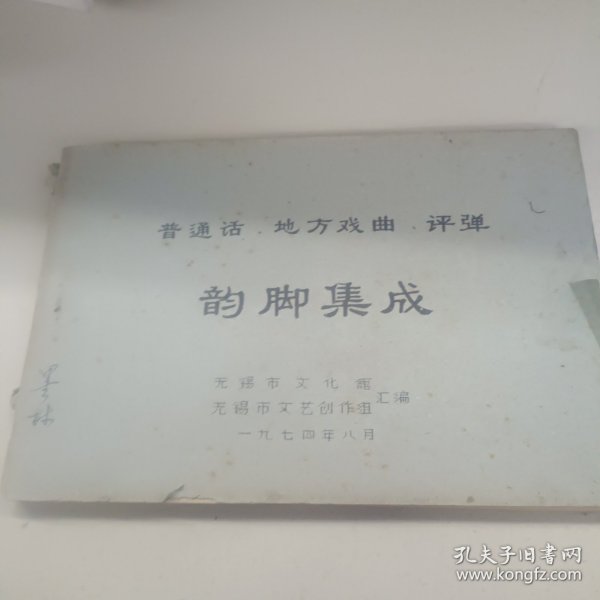 普通话、地方戏曲、评弹
韵脚集成
无锡市文化馆
无锡市文艺创作组 汇编
一九七四年八月
墨林
孔夫子旧书网
www.kongfz.com